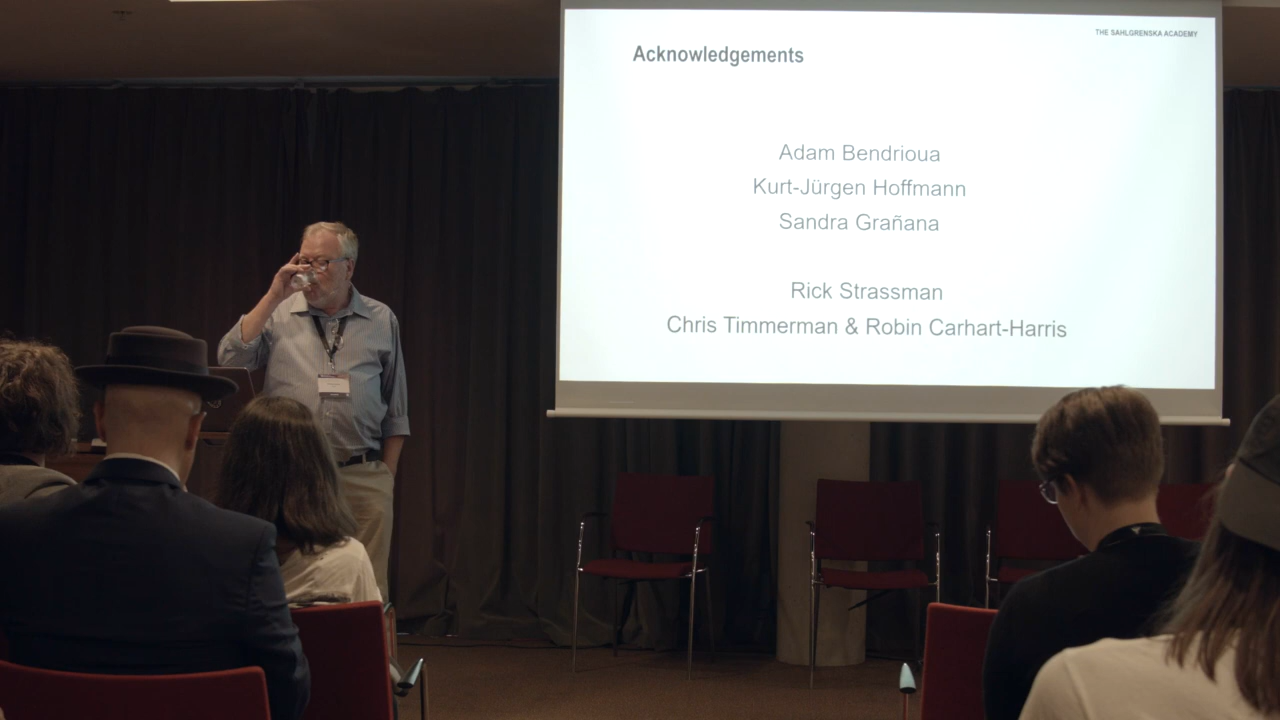 THE SAHLGRENSKA ACADEMY
Acknowledgements
Adam Bendrioua
Kurt-Jürgen Hoffmann
Sandra Grañana
Rick Strassman
Chris Timmerman & Robin Carhart-Harris